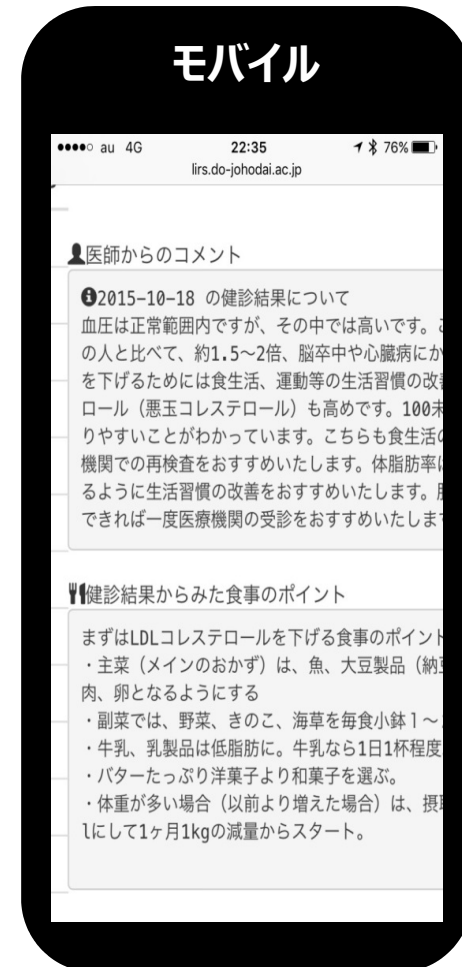 モバイル
au 4G 22:35 76%
lirs.do-johodai.ac.jp
医師からのコメント
2015-10-18 の健診結果について
血圧は正常範囲内ですが、その中では高いです。
の人と比べて、約1.5〜2倍、脳卒中や心臓病にか
を下げるためには食生活、運動等の生活習慣の改
ロール（悪玉コレステロール）も高めです。100未
りやすいことがわかっています。こちらも食生活の
機関での再検査をおすすめいたします。体脂肪率に
るように生活習慣の改善をおすすめいたします。
できれば一度医療機関の受診をおすすめいたします
健診結果からみた食事のポイント
まずはLDLコレステロールを下げる食事のポイント
・主菜（メインのおかず）は、魚、大豆製品（納豆
肉、卵となるようにする
・副菜では、野菜、きのこ、海草を毎食小鉢１〜
・牛乳、乳製品は低脂肪に。牛乳なら1日1杯程度
・バターたっぷり洋菓子より和菓子を選ぶ。
・体重が多い場合（以前より増えた場合）は、摂
lにして1ヶ月1kgの減量からスタート。